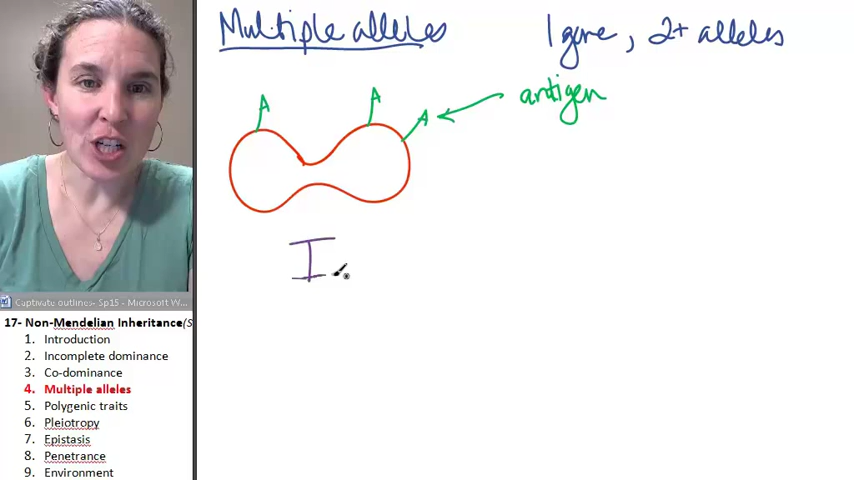 Multiple alleles
1 gene, 2+ alleles
A
A
A
antigen
I
Captivate outlines- Sp15 - Microsoft W...
17- Non-Mendelian Inheritance(S
1. Introduction
2. Incomplete dominance
3. Co-dominance
4. Multiple alleles
5. Polygenic traits
6. Pleiotropy
7. Epistasis
8. Penetrance
9. Environment